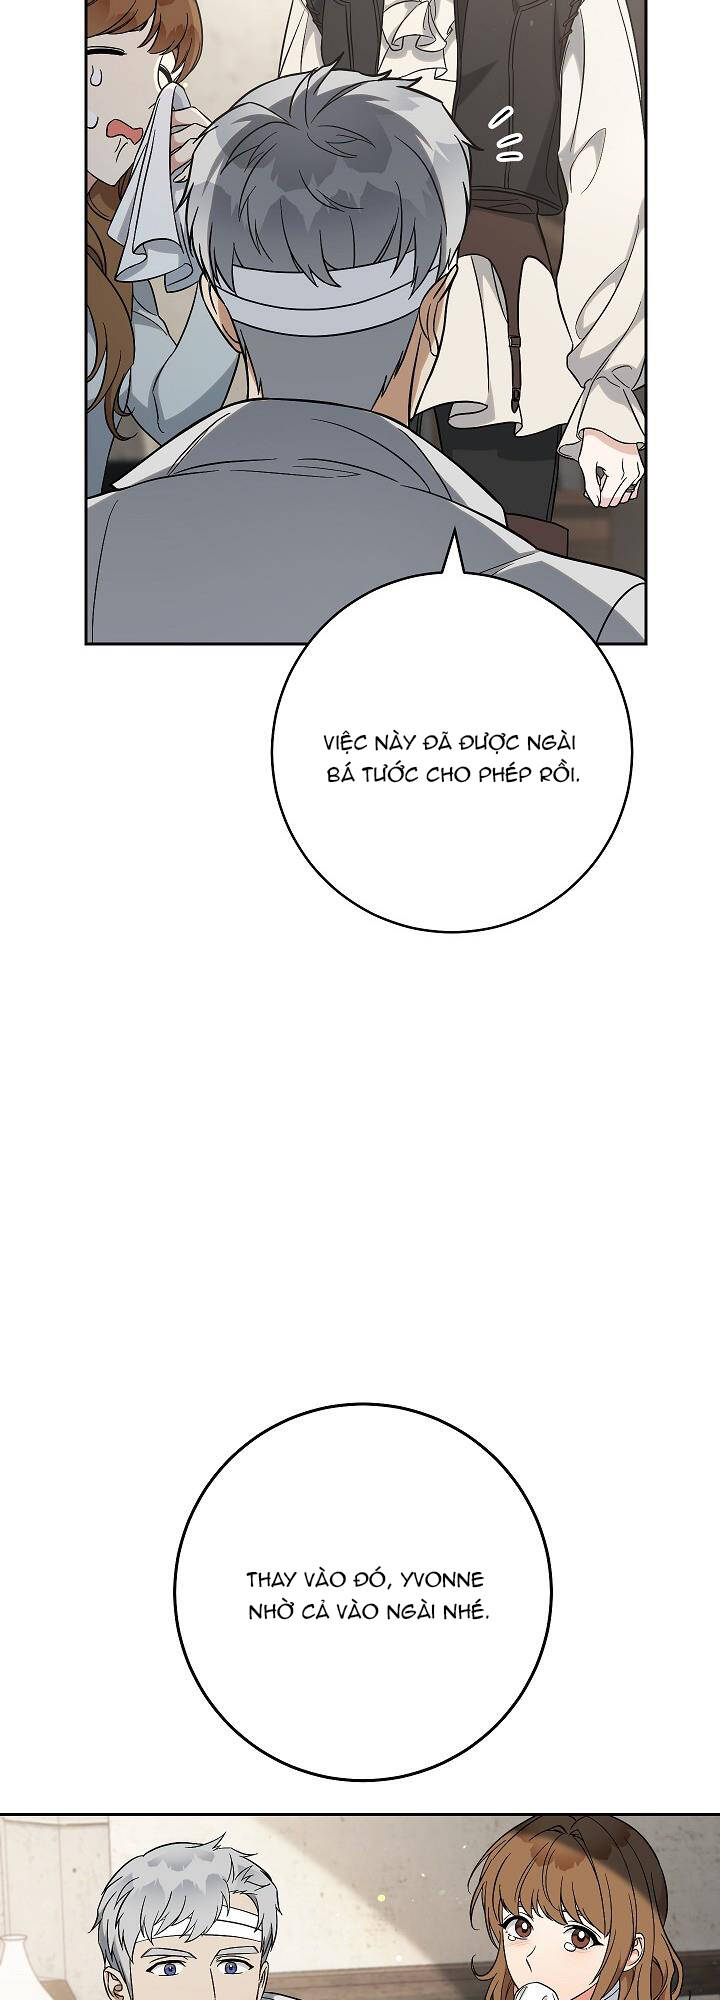 VIỆC NÀY ĐÃ ĐƯỢC NGÀI
BÁ TƯỚC CHO PHÉP RỒI.
THAY VÀO ĐÓ, YVONNE
NHỜ CẢ VÀO NGÀI NHÉ.